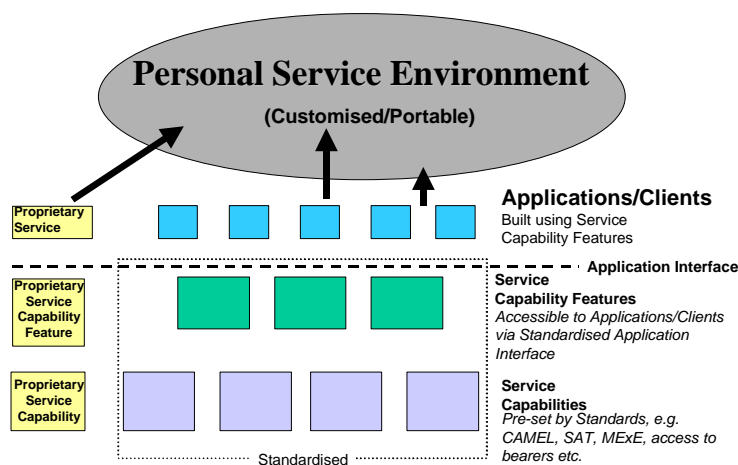 Personal Service Environment
(Customised/Portable)
Proprietary
Service
Applications/Clients
Built using Service
Capability Features
Application Interface
Proprietary
Service
Capability
Feature
Service
Capability Features
Accessible to Applications/Clients
via Standardised Application
Interface
Proprietary
Service
Capability
Service
Capabilities
Pre-set by Standards, e.g.
CAMEL, SAT, MExE, access to
bearers etc.
Standardised